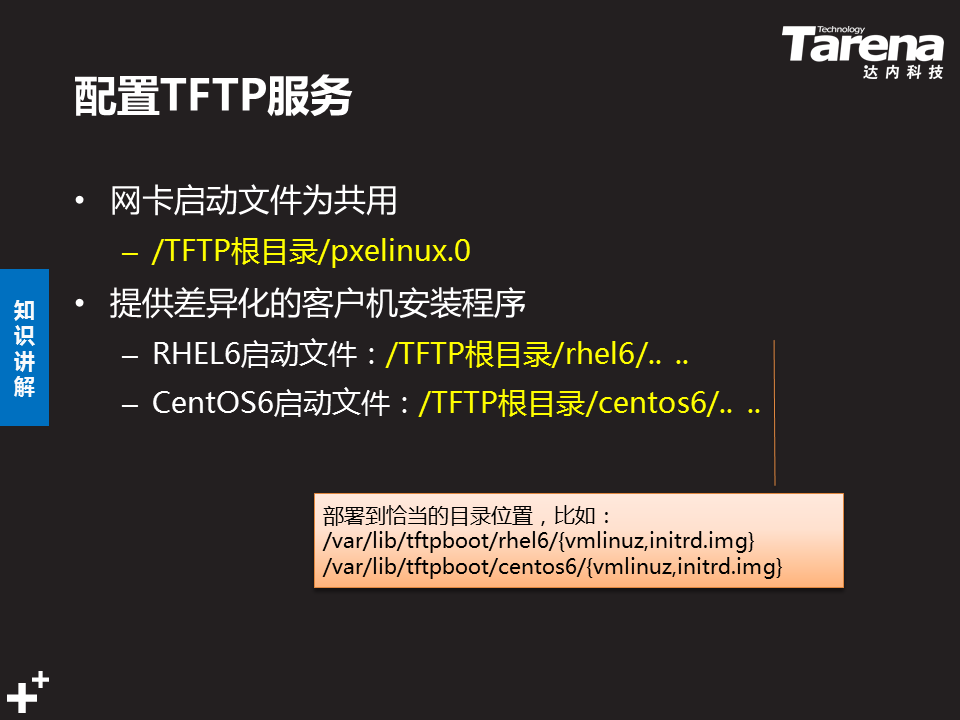 Technology
Tarena
达内科技
配置TFTP服务
• 网卡启动文件为共用
– /TFTP根目录/pxelinux.0
• 提供差异化的客户机安装程序
– RHEL6启动文件：/TFTP根目录/rhel6/.. ..
– CentOS6启动文件：/TFTP根目录/centos6/.. ..
知识讲解
部署到恰当的目录位置，比如：
/var/lib/tftpboot/rhel6/{vmlinuz,initrd.img}
/var/lib/tftpboot/centos6/{vmlinuz,initrd.img}